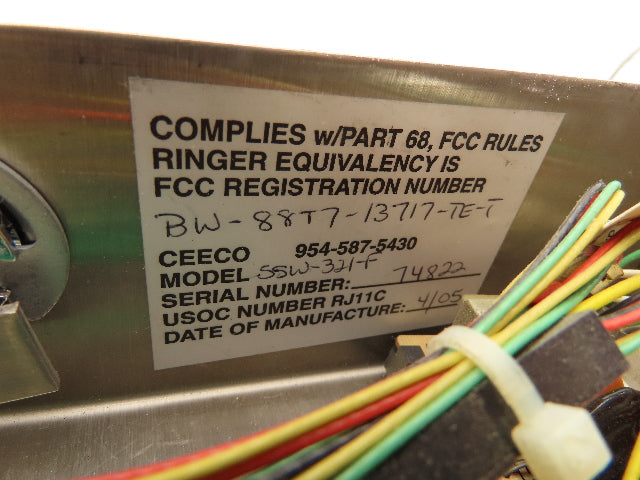 COMPLIES w/PART 68, FCC RULES
RINGER EQUIVALENCY IS
FCC REGISTRATION NUMBER
BW-88T7-13717-TE-T
CEECO 954-587-5430
MODEL SSW-321-F
SERIAL NUMBER: 74822
USOC NUMBER RJ11C
DATE OF MANUFACTURE: 4/05